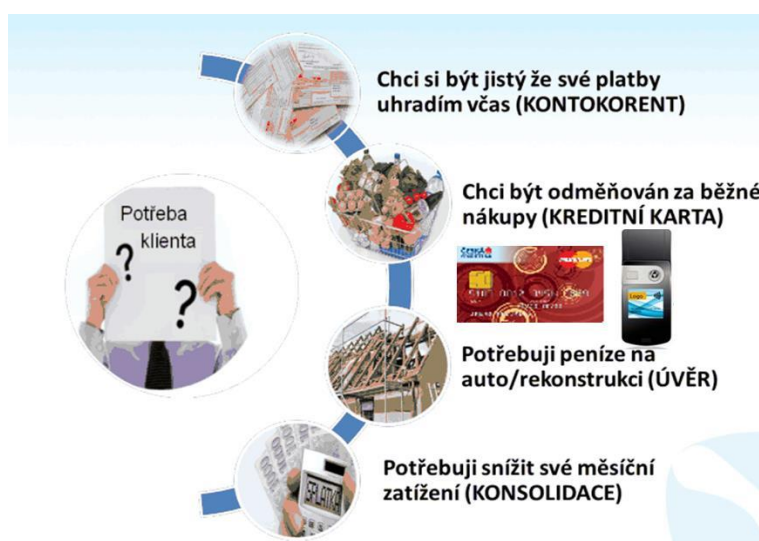 Chci si být jistý že své platby
uhradím včas (KONTOKORENT)
Potřeba
klienta
?
?
Chci být odměňován za běžné
nákupy (KREDITNÍ KARTA)
Potřebuji peníze na
auto/rekonstrukci (ÚVĚR)
Potřebuji snížit své měsíční
zatížení (KONSOLIDACE)
SPLATKA